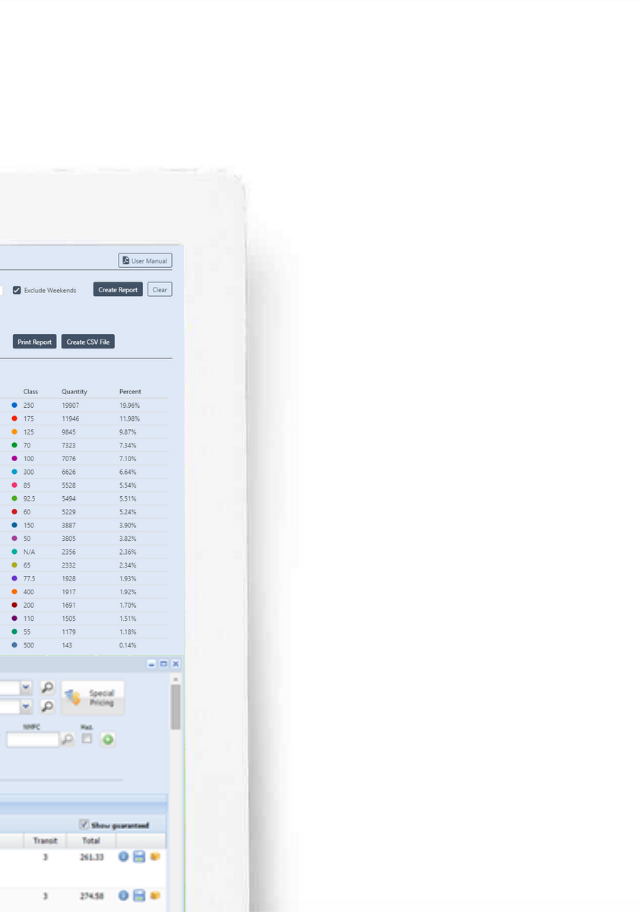 User Manual
Exclude Weekends Create Report Clear
Print Report Create CSV File
Class Quantity Percent
250 19907 19.96%
175 11946 11.98%
125 9845 9.87%
70 7323 7.34%
100 7076 7.10%
300 6626 6.64%
85 5528 5.54%
92.5 5494 5.51%
60 5229 5.24%
150 3887 3.90%
50 3805 3.82%
N/A 2356 2.36%
65 2332 2.34%
77.5 1928 1.93%
400 1917 1.92%
200 1691 1.70%
110 1505 1.51%
55 1179 1.18%
500 143 0.14%
Special
Pricing
NMFC Haz.
Show guaranteed
Transit Total
3 261.33
3 274.58